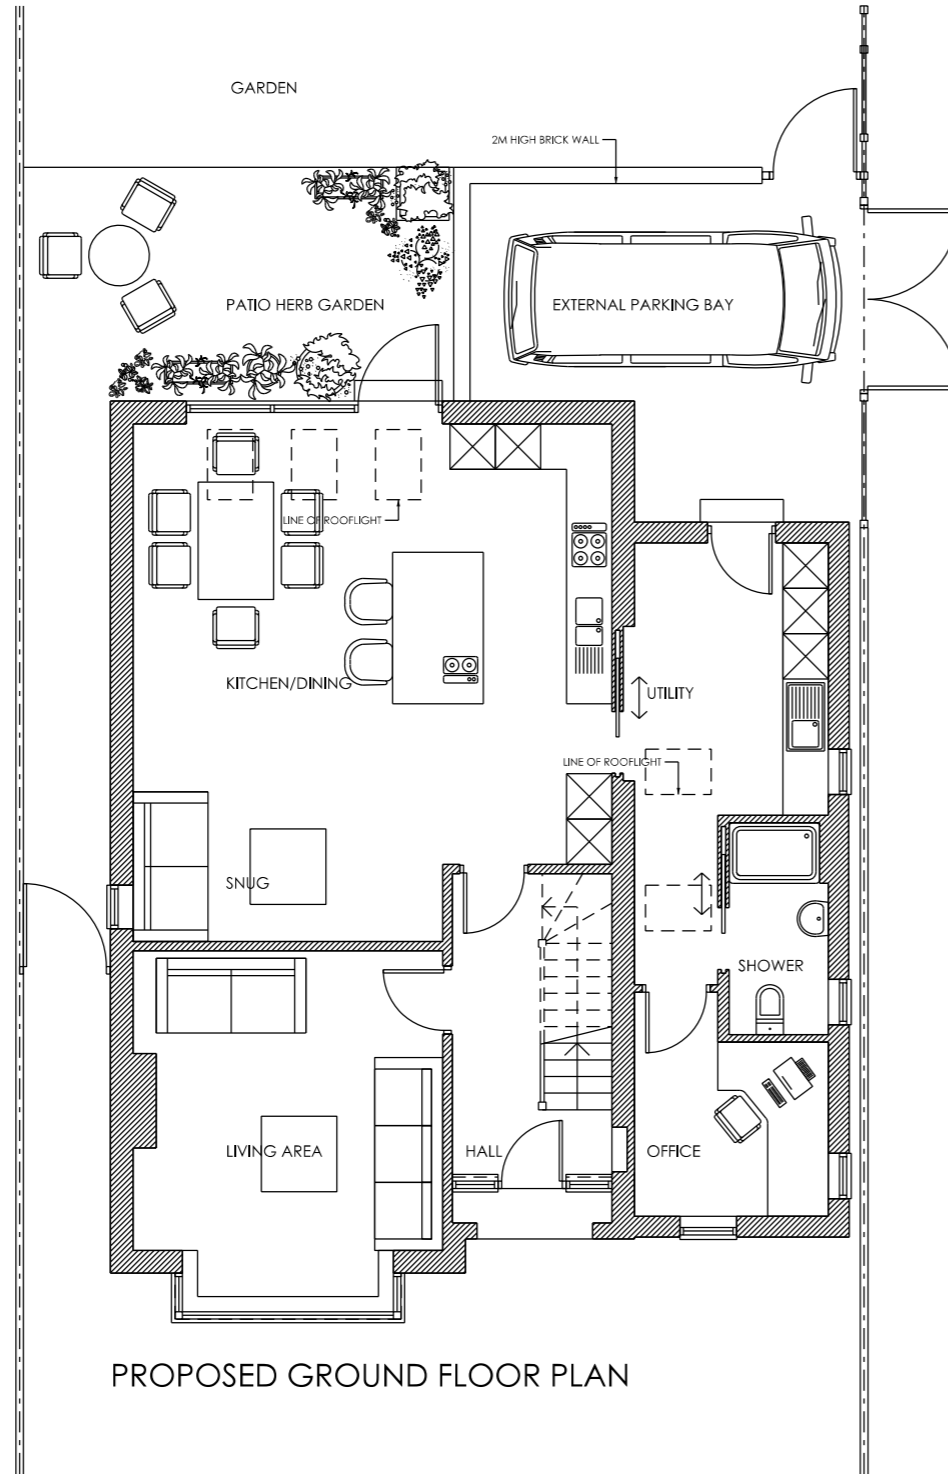 GARDEN
2M HIGH BRICK WALL
PATIO HERB GARDEN
EXTERNAL PARKING BAY
LINE OF ROOFLIGHT
KITCHEN/DINING
UTILITY
LINE OF ROOFLIGHT
SNUG
SHOWER
LIVING AREA
HALL
OFFICE
PROPOSED GROUND FLOOR PLAN